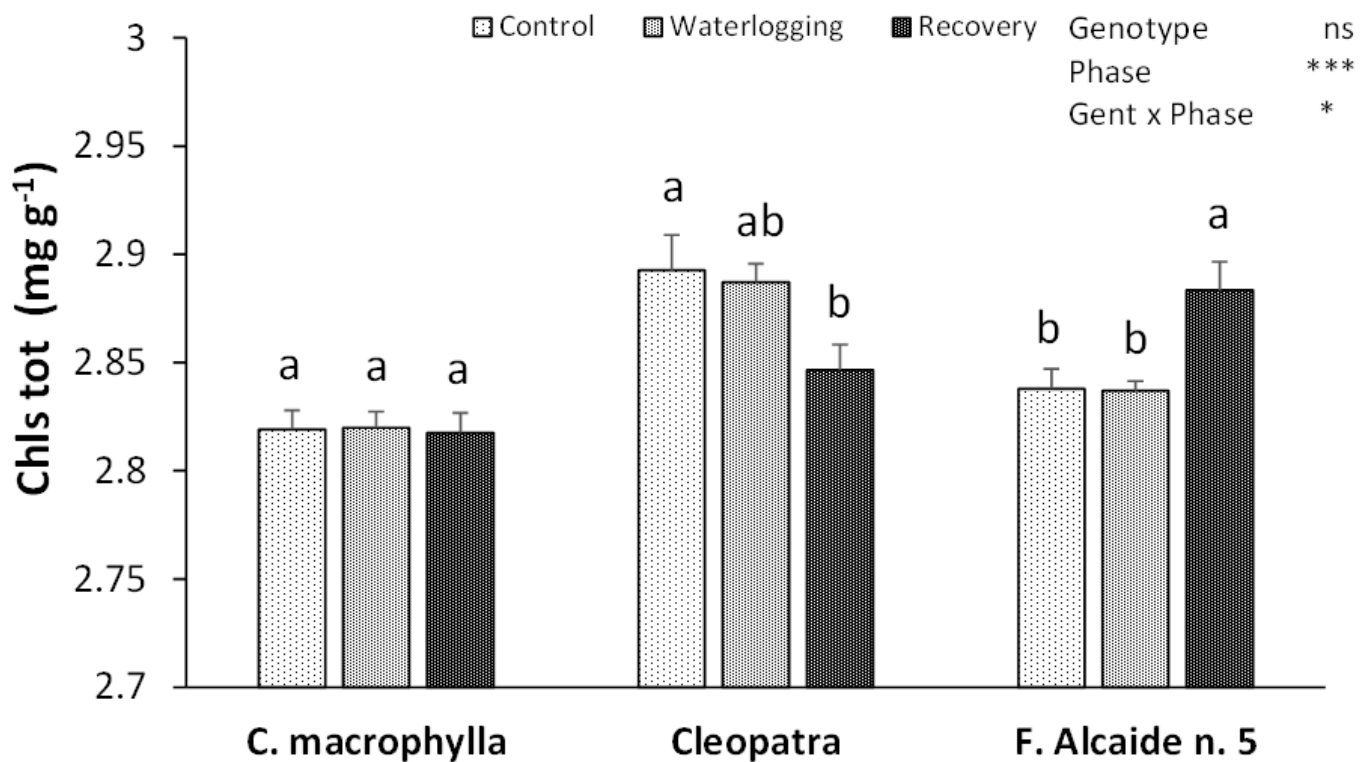 Control Waterlogging Recovery
Genotype ns
Phase ***
Gent x Phase *
Chls tot (mg g-1)
3
2.95
2.9
2.85
2.8
2.75
2.7
a a a
a ab b
b b a
C. macrophylla Cleopatra F. Alcaide n. 5